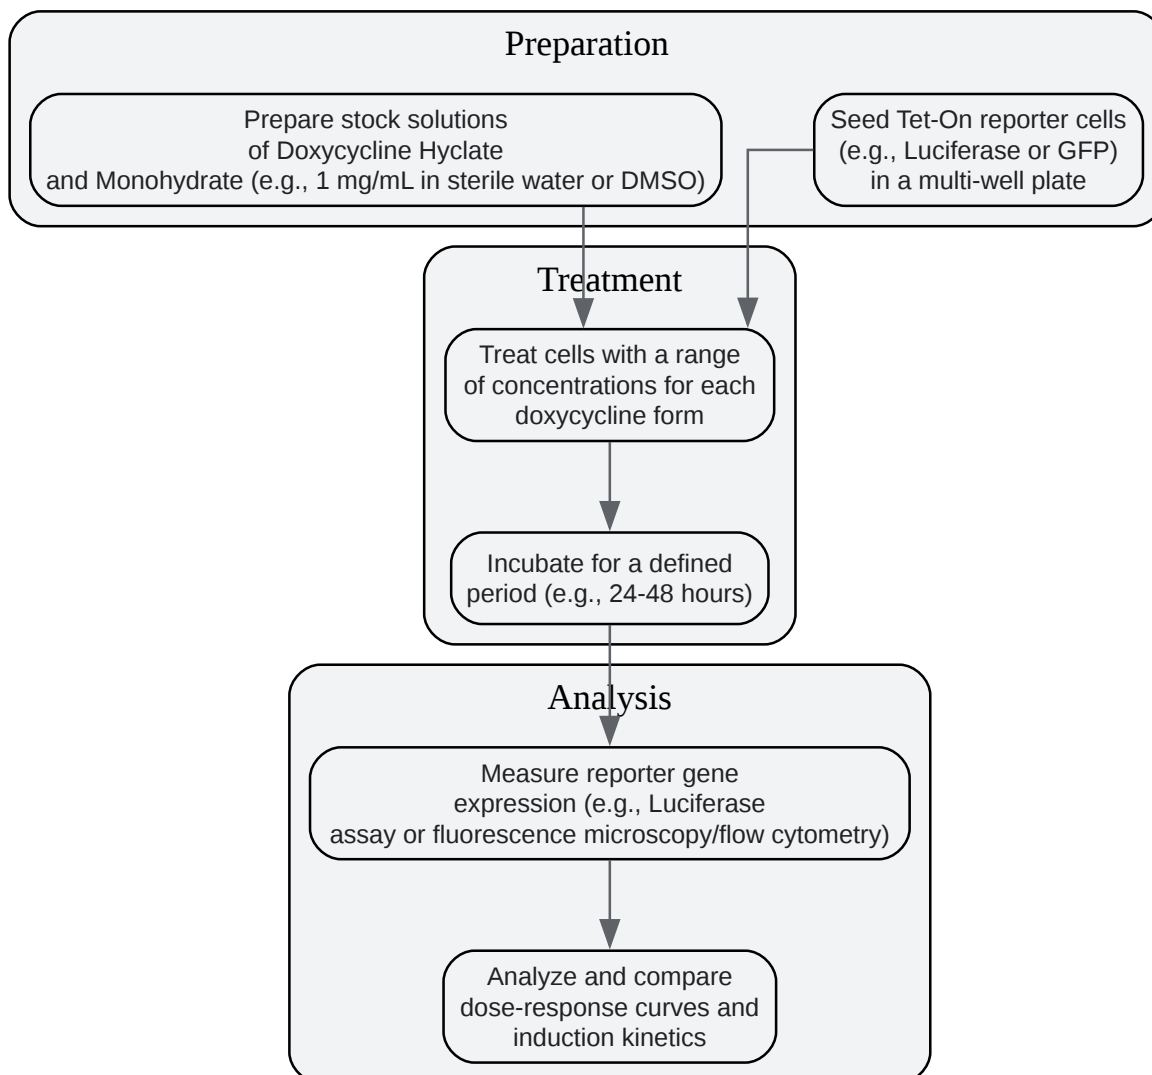 Preparation
Prepare stock solutions
of Doxycycline Hyclate
and Monohydrate (e.g., 1 mg/mL in sterile water or DMSO)
Seed Tet-On reporter cells
(e.g., Luciferase or GFP)
in a multi-well plate
Treatment
Treat cells with a range
of concentrations for each
doxycycline form
Incubate for a defined
period (e.g., 24-48 hours)
Analysis
Measure reporter gene
expression (e.g., Luciferase
assay or fluorescence microscopy/flow cytometry)
Analyze and compare
dose-response curves and
induction kinetics